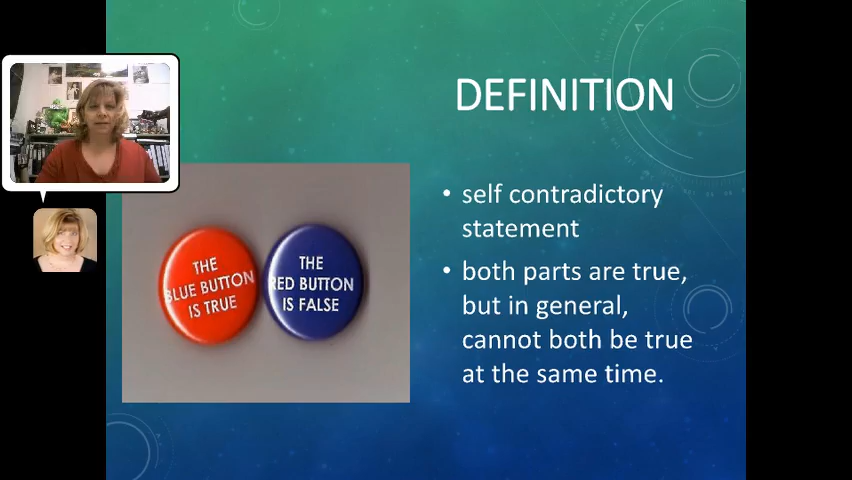 DEFINITION
• self contradictory
statement
• both parts are true,
but in general,
cannot both be true
at the same time.
THE
BLUE BUTTON
IS TRUE
THE
RED BUTTON
IS FALSE